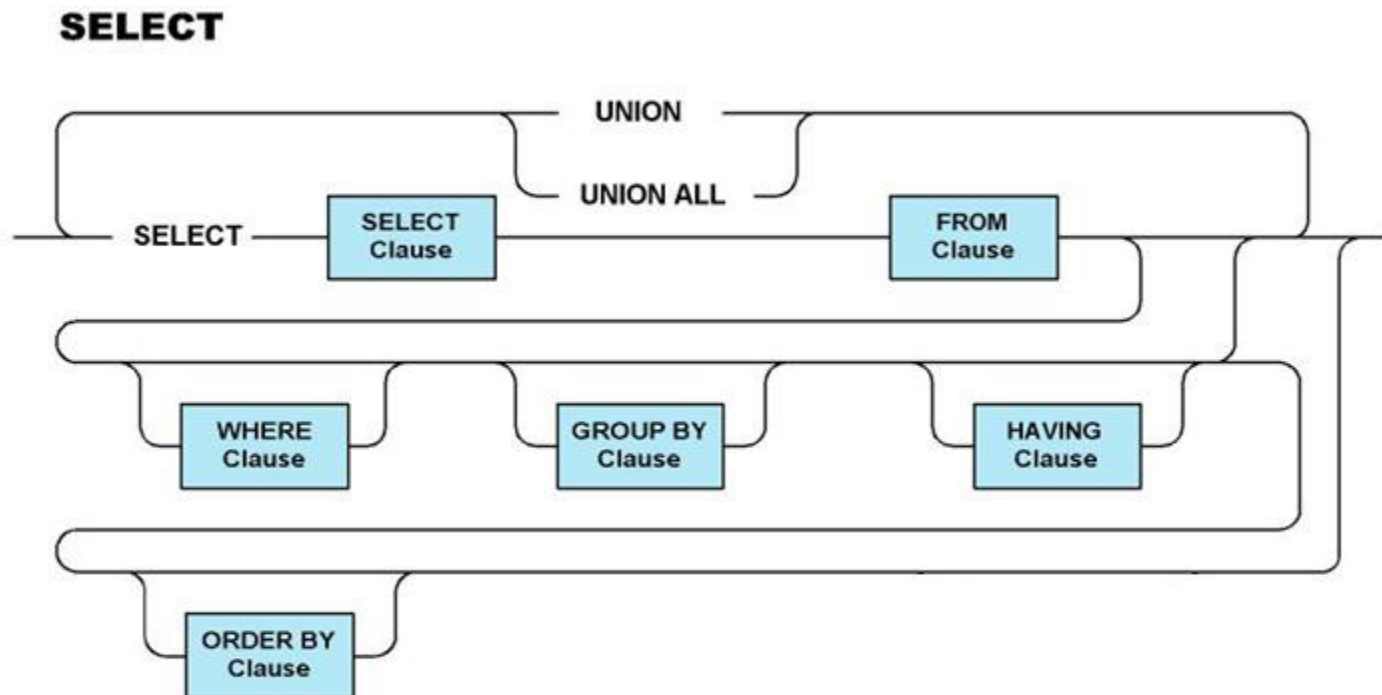 SELECT
UNION
UNION ALL
SELECT
SELECT
Clause
FROM
Clause
WHERE
Clause
GROUP BY
Clause
HAVING
Clause
ORDER BY
Clause